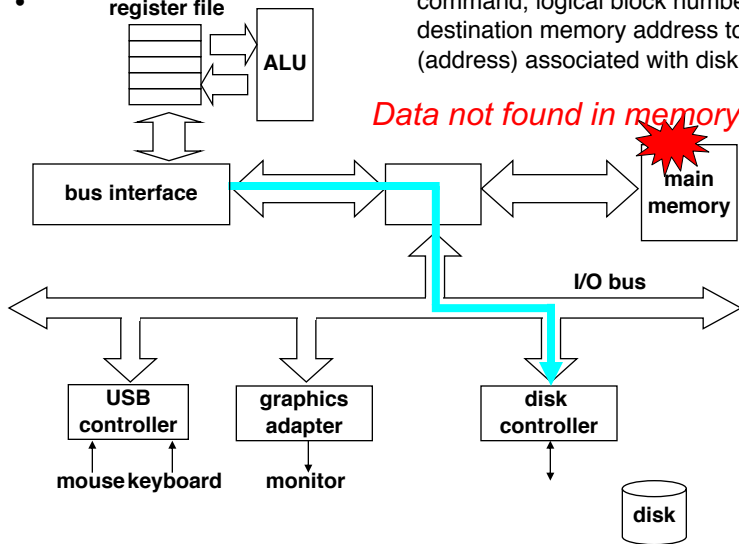 •
register file
command, logical block numbe
destination memory address to
(address) associated with disk
ALU
Data not found in memory
bus interface
main
memory
I/O bus
USB
controller
graphics
adapter
disk
controller
mouse keyboard
monitor
disk